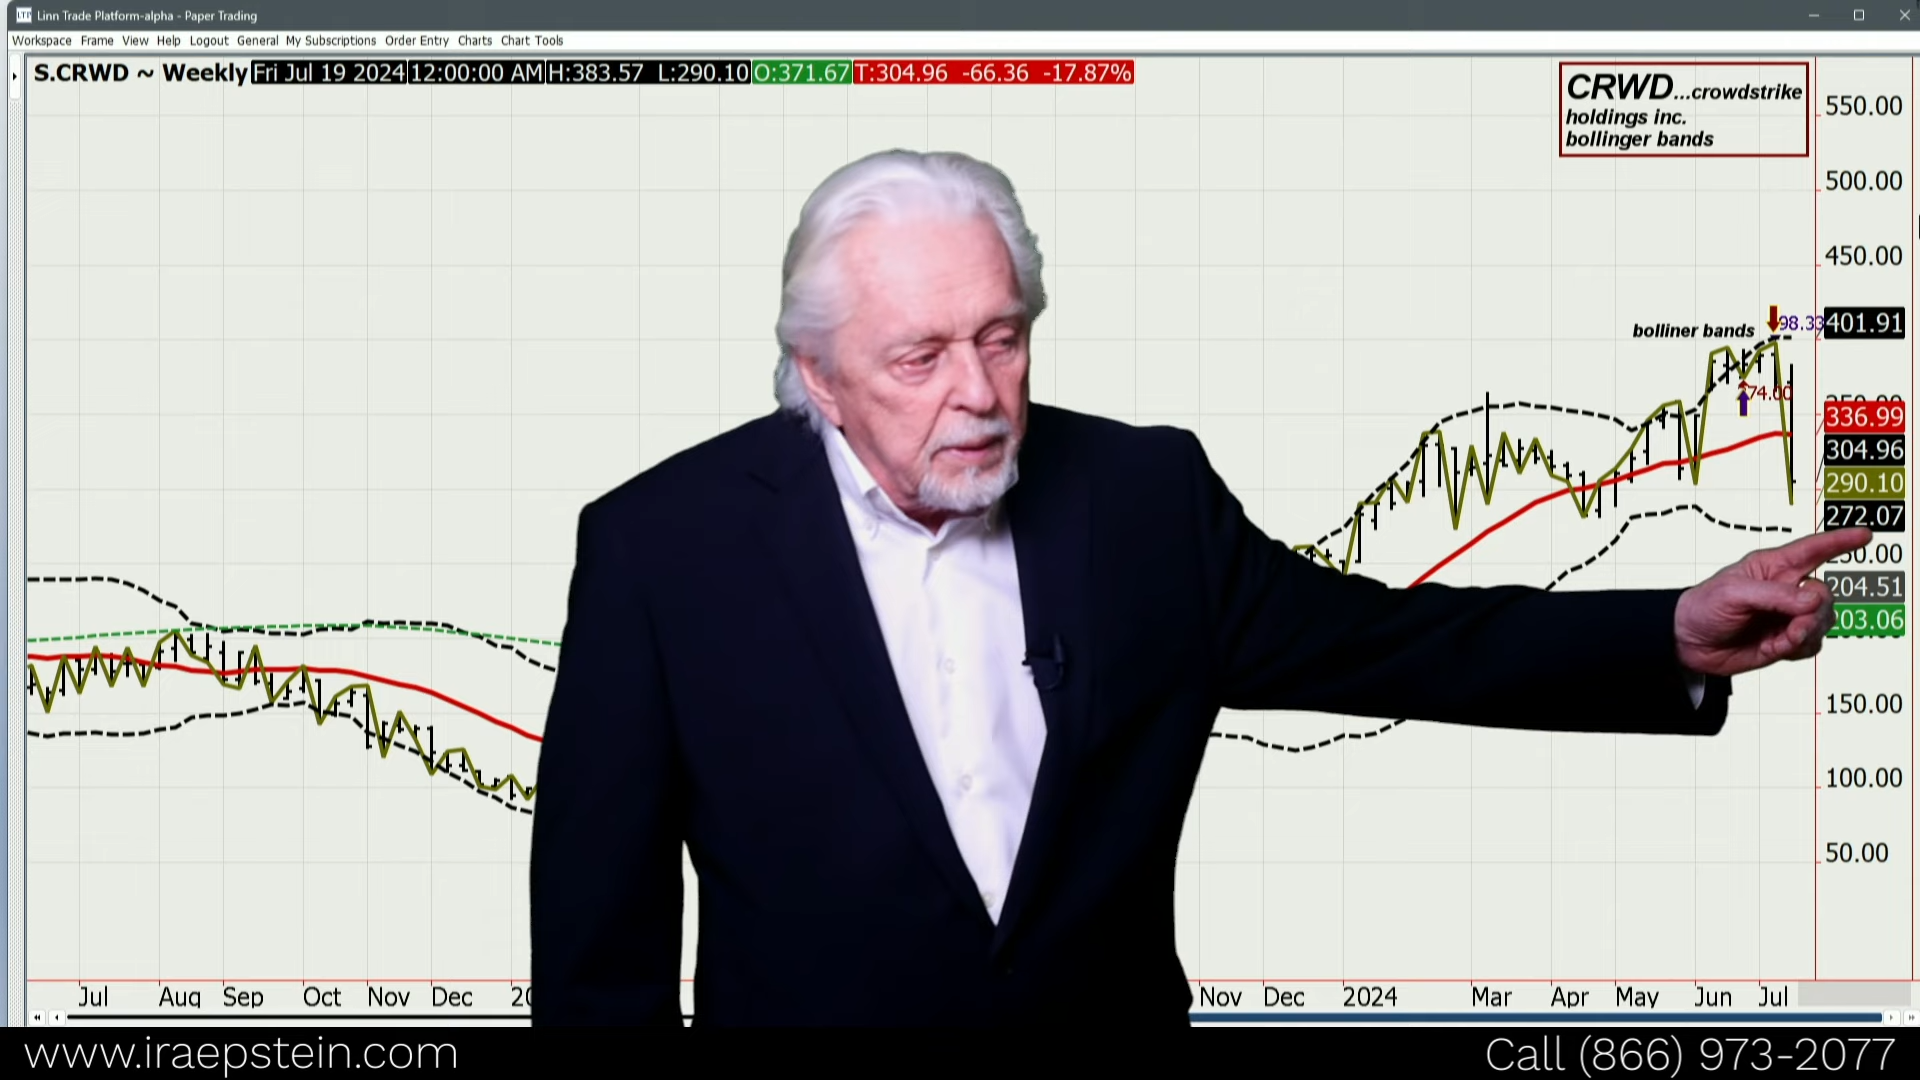 Linn Trade Platform-alpha - Paper Trading
Workspace Frame View Help Logout General My Subscriptions Order Entry Charts Chart Tools
S.CRWD ~ Weekly Fri Jul 19 2024 12:00:00 AM H:383.57 L:290.10 O:371.67 T:304.96 -66.36 -17.87%
CRWD...crowdstrike
holdings inc.
bollinger bands
550.00
500.00
450.00
bolliner bands
98.33
401.91
74.00
336.99
304.96
290.10
272.07
204.51
203.06
150.00
100.00
50.00
Jul Aug Sep Oct Nov Dec Nov Dec 2024 Mar Apr May Jun Jul
www.iraepstein.com
Call (866) 973-2077